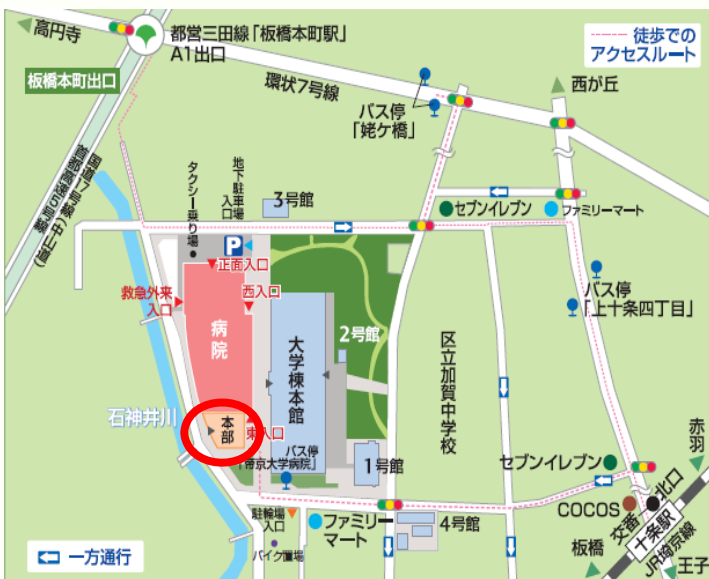 高円寺
都営三田線「板橋本町駅」
A1出口
徒歩での
アクセスルート
板橋本町出口
環状7号線
バス停
「姥ケ橋」
西が丘
国道17号線(中山道)
首都高速5号線
タクシー乗り場
地下駐車場
入口
3号館
セブンイレブン
ファミリーマート
P
正面入口
救急外来
入口
西入口
病院
2号館
大学棟本館
バス停
「上十条四丁目」
区立加賀中学校
石神井川
本部
東入口
バス停
「帝京大学病院」
1号館
セブンイレブン
赤羽
駐輪場
入口
バイク置場
ファミリー
マート
4号館
COCOS
交番
北口
十条駅
JR埼京線
板橋
王子
一方通行